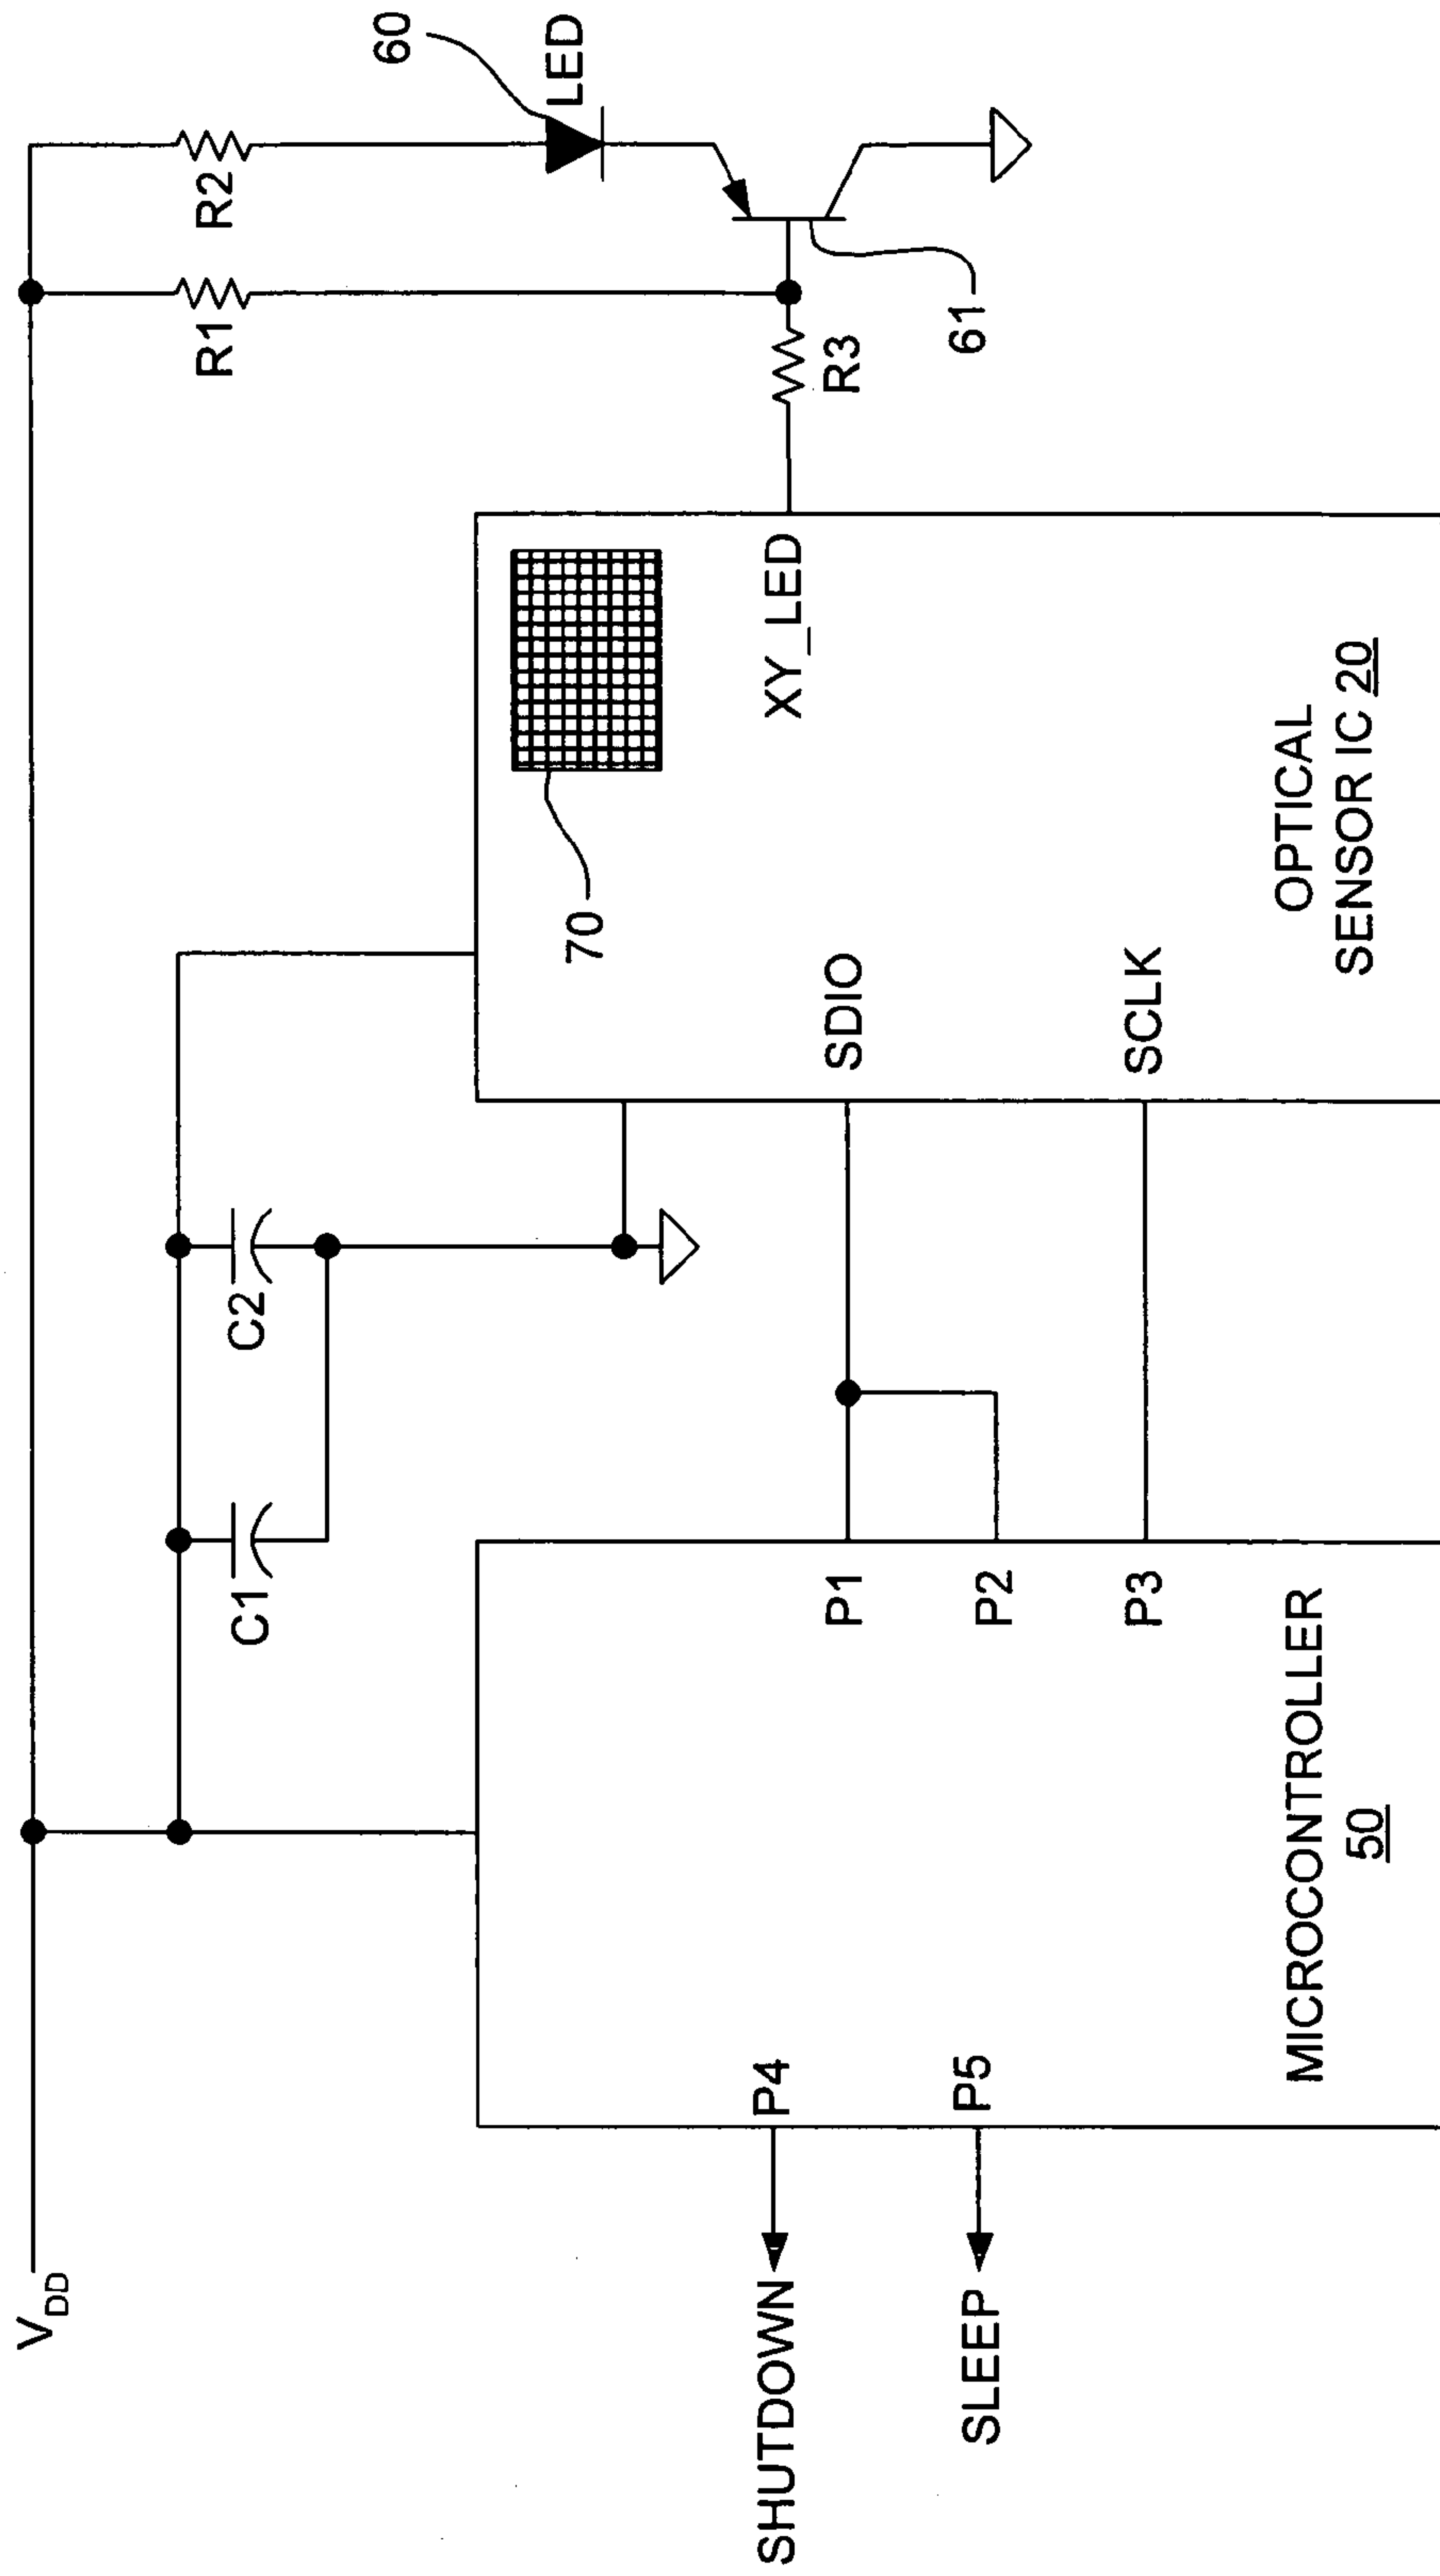 V_DD
C1
C2
R1
R2
60
LED
70
XY_LED
R3
61
SDIO
SCLK
P1
P2
P3
P4
P5
SHUTDOWN
SLEEP
MICROCONTROLLER
50
OPTICAL
SENSOR IC 20